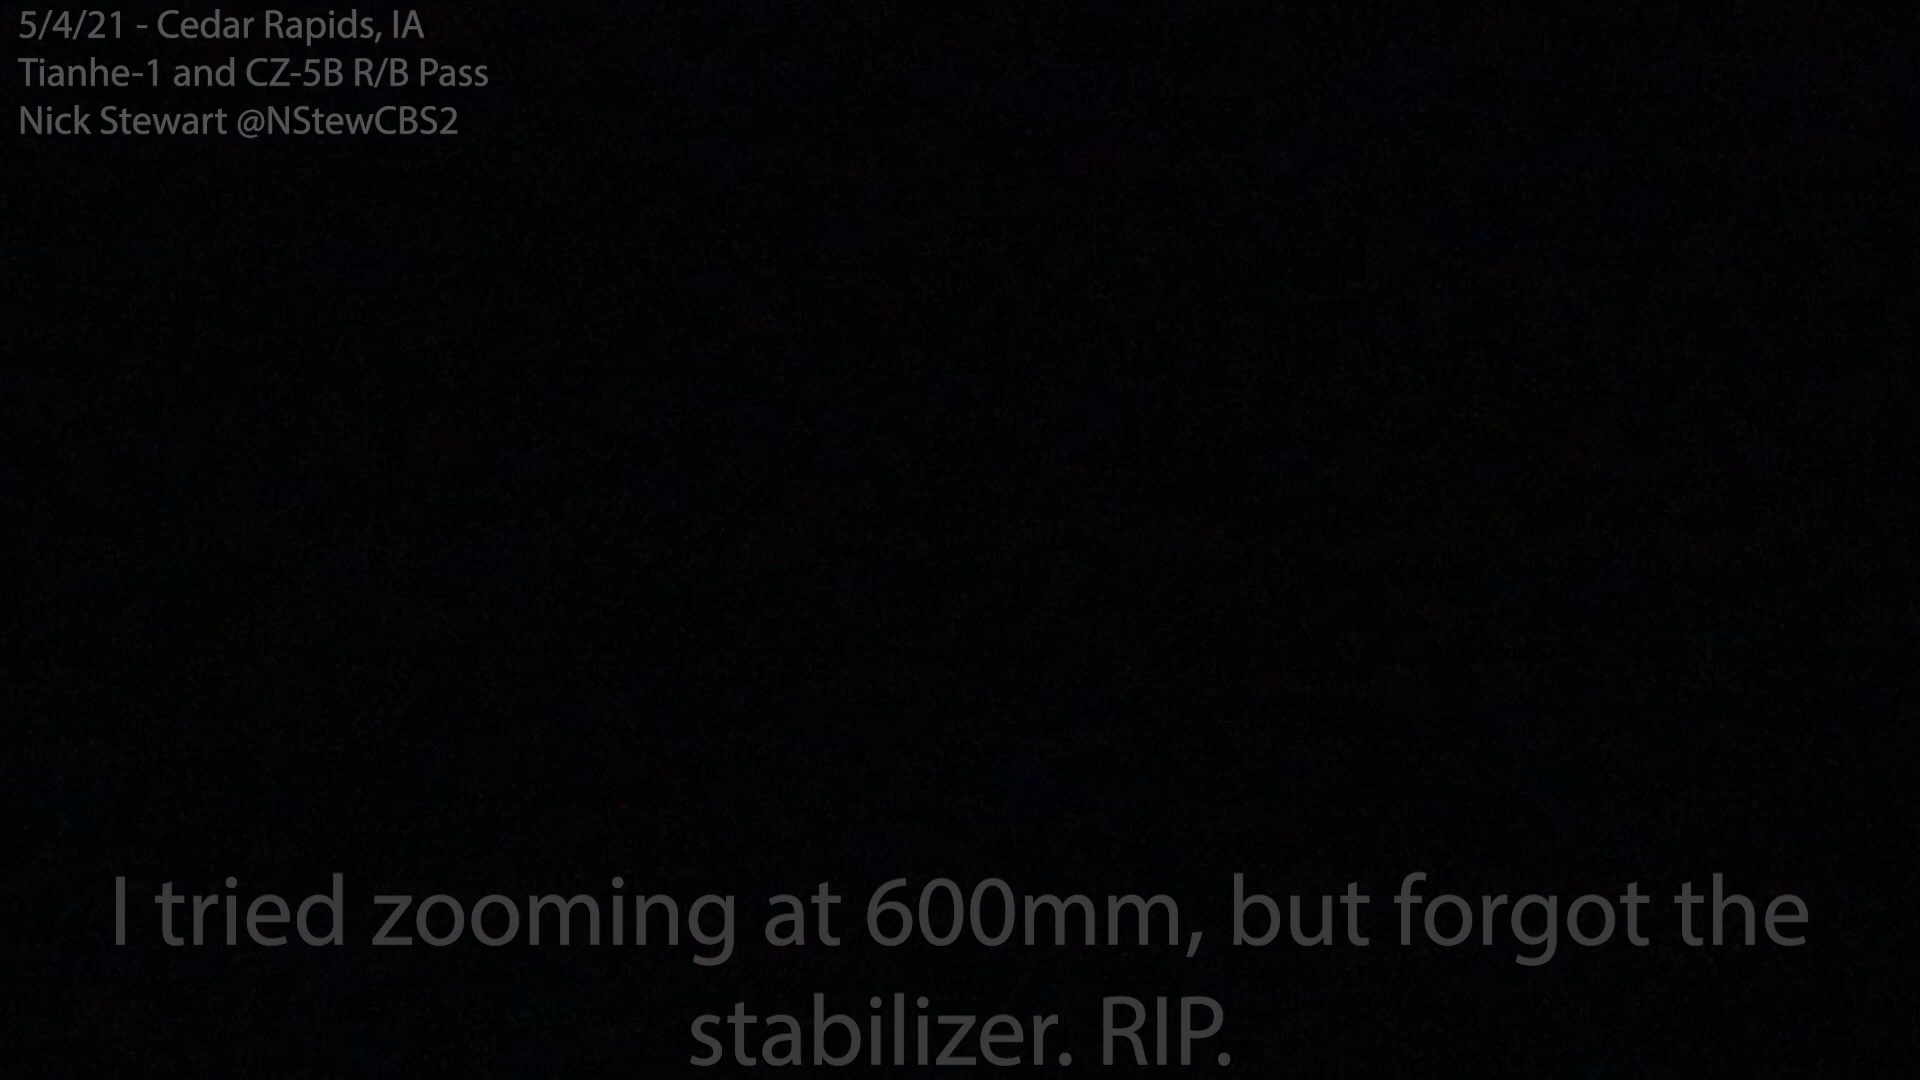 5/4/21 - Cedar Rapids, IA
Tianhe-1 and CZ-5B R/B Pass
Nick Stewart @NStewCBS2
I tried zooming at 600mm, but forgot the
stabilizer. RIP.